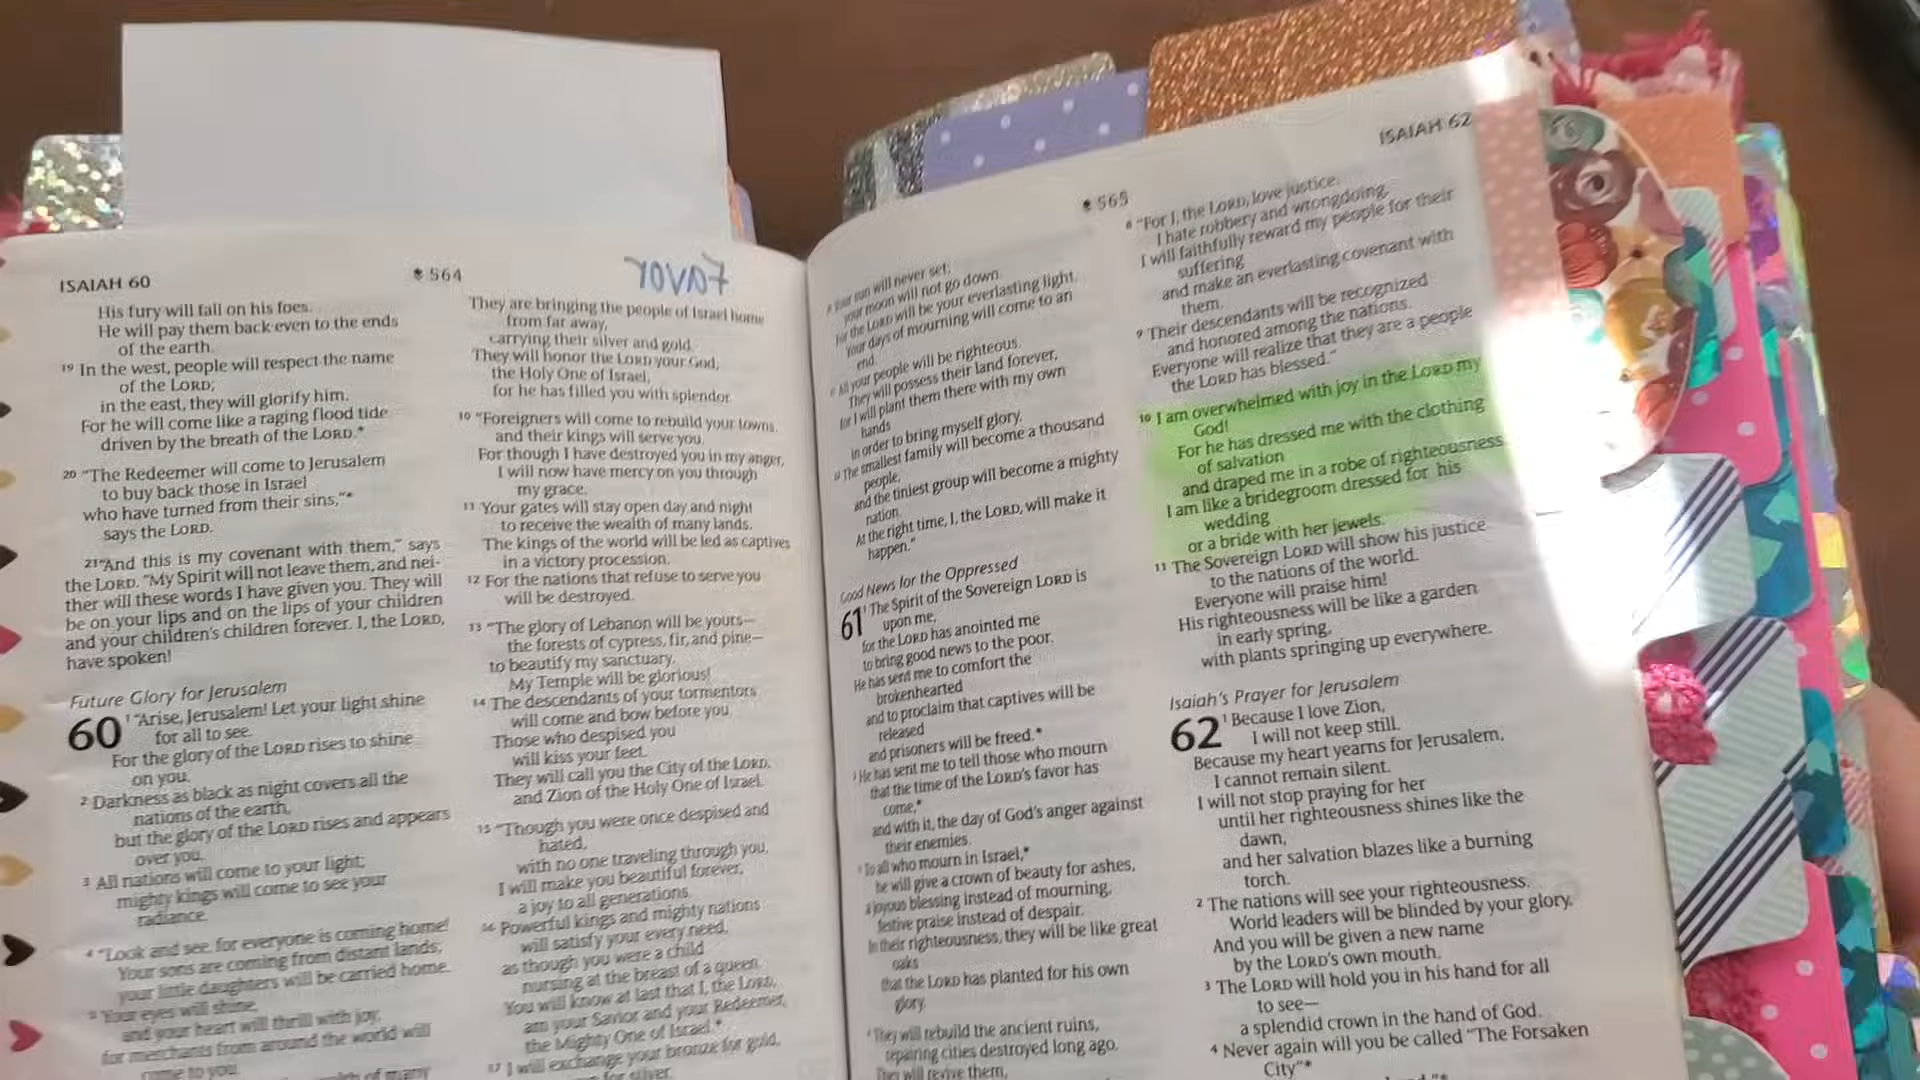 ISAIAH 60
564
Favor
His fury will fall on his foes.
He will pay them back even to the ends
of the earth.
19 In the west, people will respect the name
of the LORD;
in the east, they will glorify him.
For he will come like a raging flood tide
driven by the breath of the LORD.*
20 “The Redeemer will come to Jerusalem
to buy back those in Israel
who have turned from their sins,”*
says the LORD.
21 “And this is my covenant with them,” says
the LORD. “My Spirit will not leave them, and nei-
ther will these words I have given you. They will
be on your lips and on the lips of your children
and your children’s children forever. I, the LORD,
have spoken!
Future Glory for Jerusalem
60 1 “Arise, Jerusalem! Let your light shine
for all to see.
For the glory of the LORD rises to shine
on you.
2 Darkness as black as night covers all the
nations of the earth,
but the glory of the LORD rises and appears
over you.
3 All nations will come to your light;
mighty kings will come to see your
radiance.
4 “Look and see, for everyone is coming home!
Your sons are coming from distant lands;
your little daughters will be carried home.
5 Your eyes will shine,
and your heart will thrill with joy,
for merchants from around the world will
come to you.
of many
They are bringing the people of Israel home
from far away,
carrying their silver and gold.
They will honor the LORD your God,
the Holy One of Israel,
for he has filled you with splendor.
10 “Foreigners will come to rebuild your towns,
and their kings will serve you.
For though I have destroyed you in my anger,
I will now have mercy on you through
my grace.
11 Your gates will stay open day and night
to receive the wealth of many lands.
The kings of the world will be led as captives
in a victory procession.
12 For the nations that refuse to serve you
will be destroyed.
13 “The glory of Lebanon will be yours—
the forests of cypress, fir, and pine—
to beautify my sanctuary.
My Temple will be glorious!
14 The descendants of your tormentors
will come and bow before you.
Those who despised you
will kiss your feet.
They will call you the City of the LORD,
and Zion of the Holy One of Israel.
15 “Though you were once despised and
hated,
with no one traveling through you,
I will make you beautiful forever,
a joy to all generations.
16 Powerful kings and mighty nations
will satisfy your every need,
as though you were a child
nursing at the breast of a queen.
You will know at last that I, the LORD,
am your Savior and your Redeemer,
the Mighty One of Israel.*
17 I will exchange your bronze for gold,
for silver,
565
ISAIAH 62
Your sun will never set;
your moon will not go down.
For the LORD will be your everlasting light.
Your days of mourning will come to an
end.
All your people will be righteous.
They will possess their land forever,
for I will plant them there with my own
hands
in order to bring myself glory.
The smallest family will become a thousand
people,
and the tiniest group will become a mighty
nation.
At the right time, I, the LORD, will make it
happen.”
Good News for the Oppressed
61 1 The Spirit of the Sovereign LORD is
upon me,
for the LORD has anointed me
to bring good news to the poor.
He has sent me to comfort the
brokenhearted
and to proclaim that captives will be
released
and prisoners will be freed.*
He has sent me to tell those who mourn
that the time of the LORD’s favor has
come,*
and with it, the day of God’s anger against
their enemies.
To all who mourn in Israel,*
he will give a crown of beauty for ashes,
a joyous blessing instead of mourning,
festive praise instead of despair.
In their righteousness, they will be like great
oaks
that the LORD has planted for his own
glory.
They will rebuild the ancient ruins,
repairing cities destroyed long ago.
They will revive them,
8 “For I, the LORD, love justice.
I hate robbery and wrongdoing.
I will faithfully reward my people for their
suffering
and make an everlasting covenant with
them.
9 Their descendants will be recognized
and honored among the nations.
Everyone will realize that they are a people
the LORD has blessed.”
10 I am overwhelmed with joy in the LORD my
God!
For he has dressed me with the clothing
of salvation
and draped me in a robe of righteousness.
I am like a bridegroom dressed for his
wedding
or a bride with her jewels.
11 The Sovereign LORD will show his justice
to the nations of the world.
Everyone will praise him!
His righteousness will be like a garden
in early spring,
with plants springing up everywhere.
Isaiah’s Prayer for Jerusalem
62 1 Because I love Zion,
I will not keep still.
Because my heart yearns for Jerusalem,
I cannot remain silent.
I will not stop praying for her
until her righteousness shines like the
dawn,
and her salvation blazes like a burning
torch.
2 The nations will see your righteousness.
World leaders will be blinded by your glory.
And you will be given a new name
by the LORD’s own mouth.
3 The LORD will hold you in his hand for all
to see—
a splendid crown in the hand of God.
4 Never again will you be called “The Forsaken
City”*